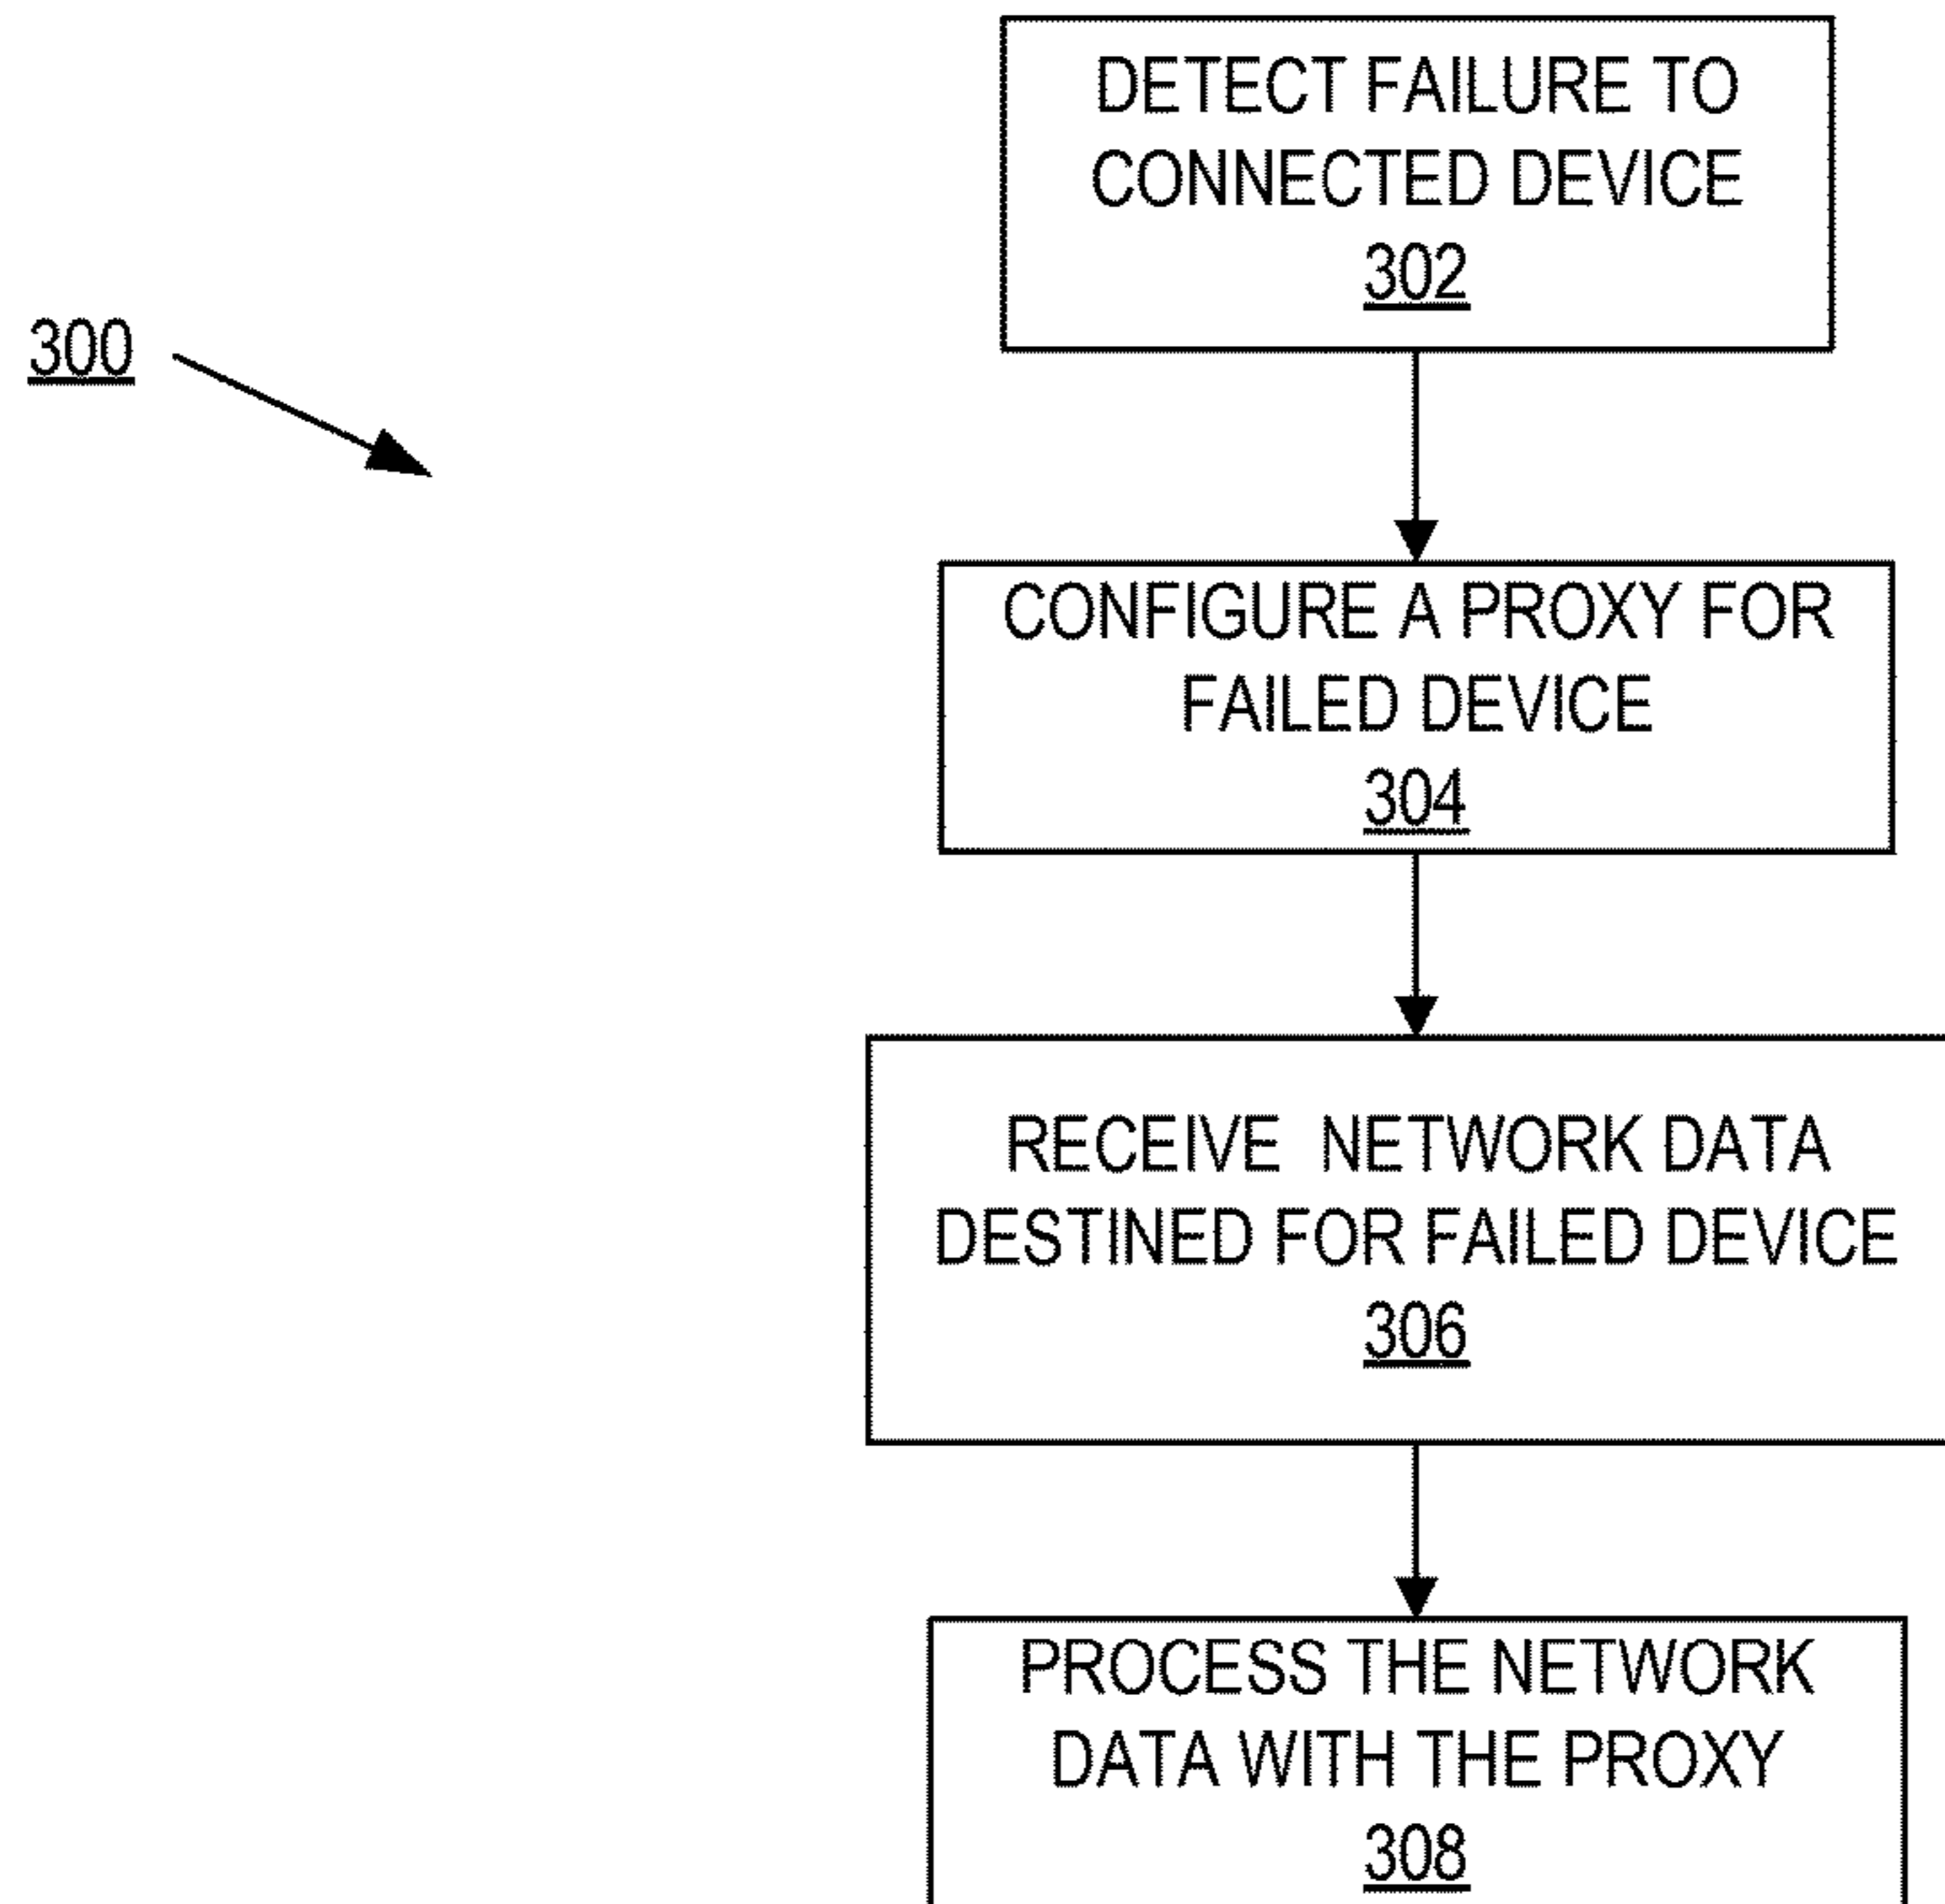 DETECT FAILURE TO
CONNECTED DEVICE
302
300
CONFIGURE A PROXY FOR
FAILED DEVICE
304
RECEIVE NETWORK DATA
DESTINED FOR FAILED DEVICE
306
PROCESS THE NETWORK
DATA WITH THE PROXY
308